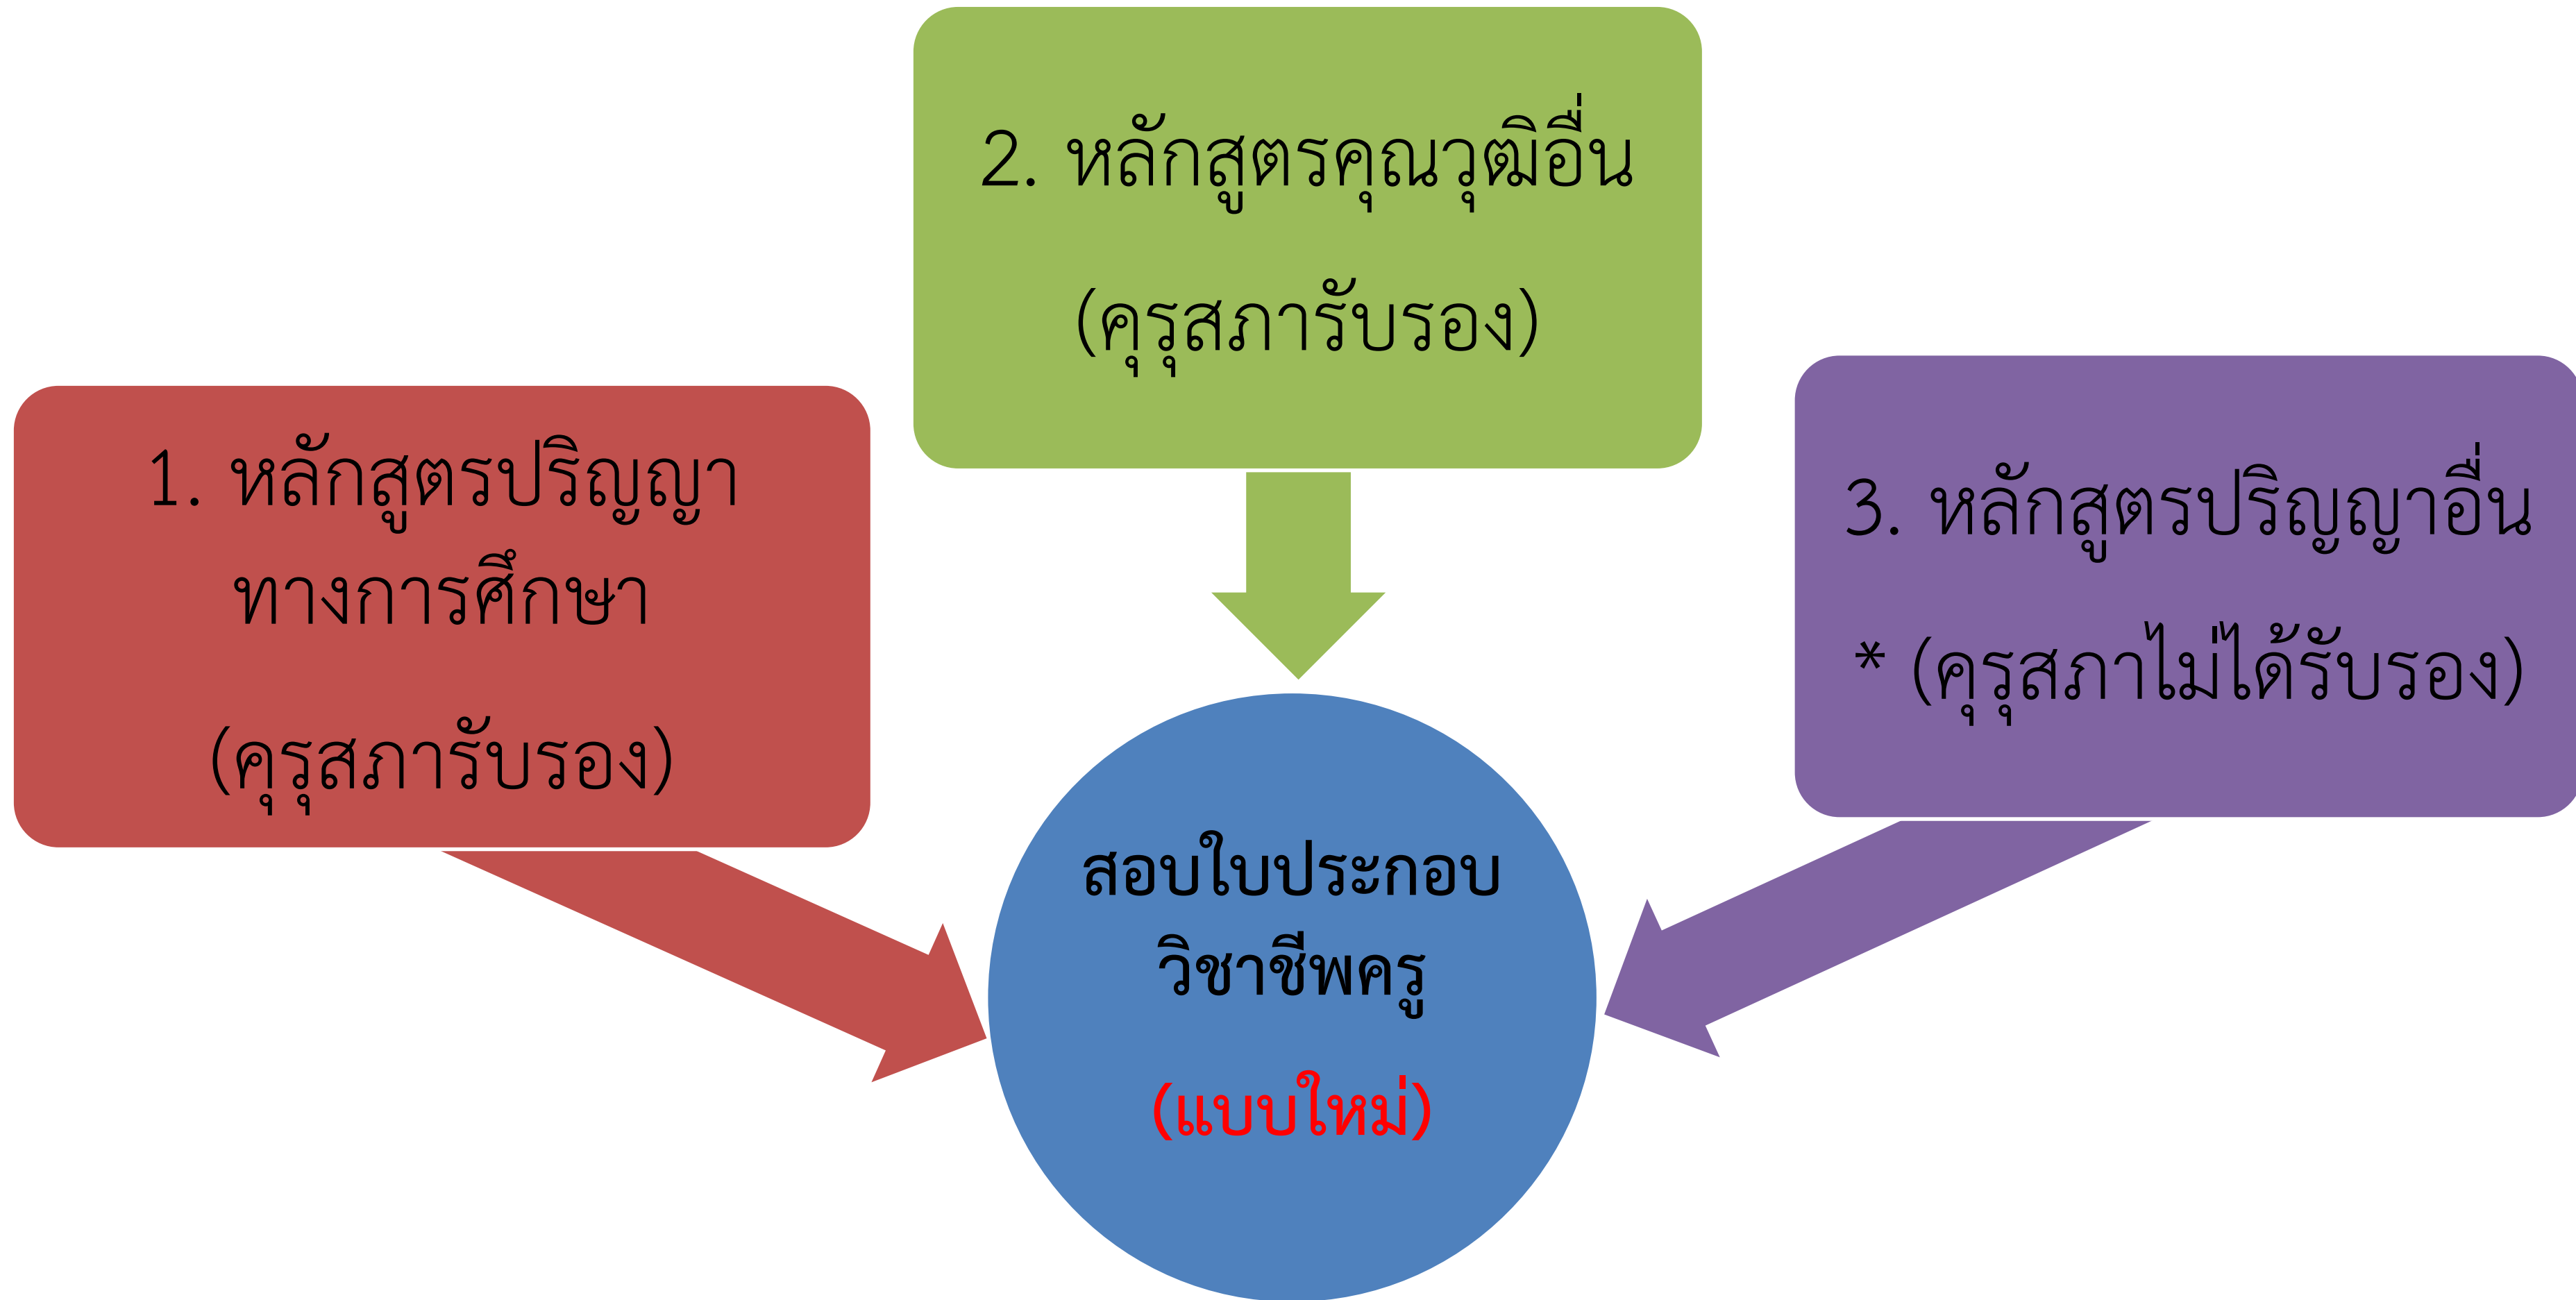 1. หลักสูตรปริญญา
ทางการศึกษา
(คุรุสภารับรอง)
2. หลักสูตรคุณวุฒิอื่น
(คุรุสภารับรอง)
3. หลักสูตรปริญญาอื่น
* (คุรุสภาไม่ได้รับรอง)
สอบใบประกอบ
วิชาชีพครู
(แบบใหม่)